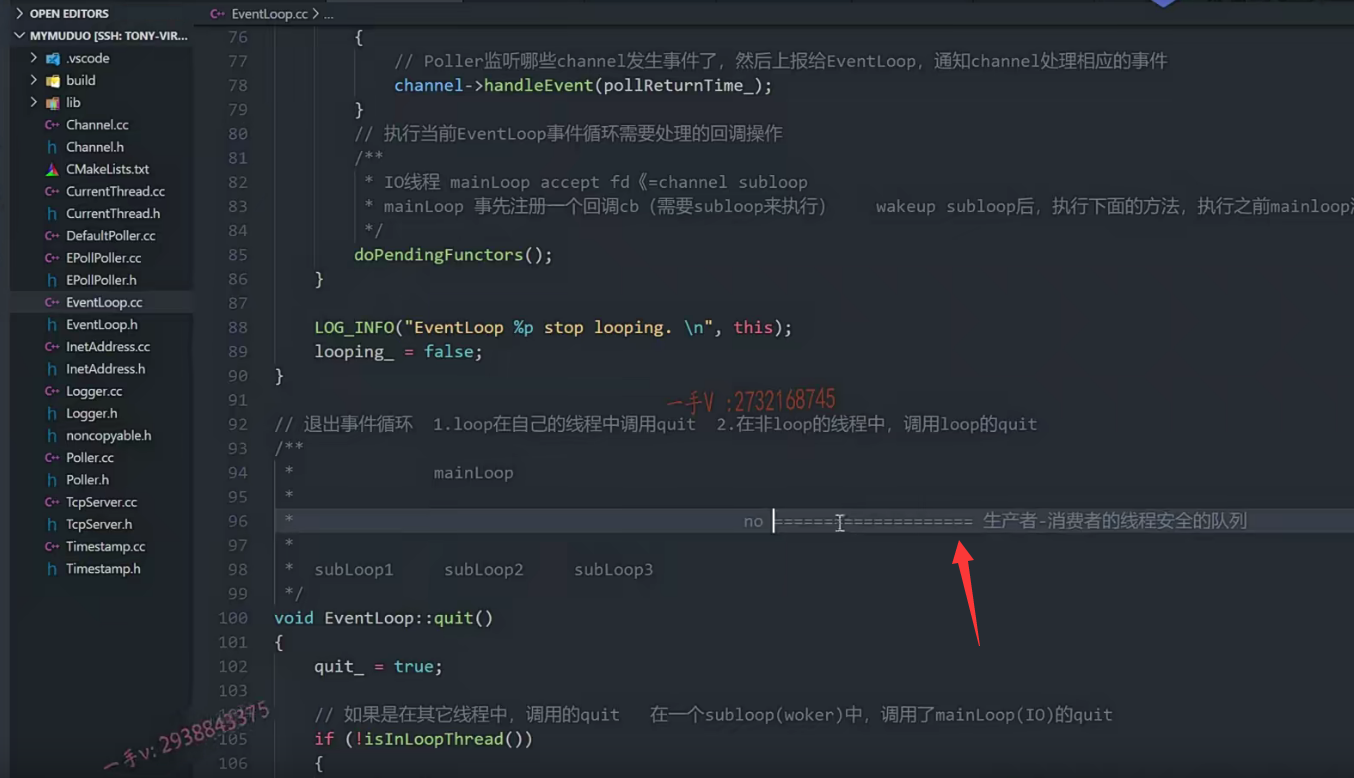 OPEN EDITORS
MYMUDUO [SSH: TONY-VIR...
.vscode
build
lib
Channel.cc
Channel.h
CMakeLists.txt
CurrentThread.cc
CurrentThread.h
DefaultPoller.cc
EPollPoller.cc
EPollPoller.h
EventLoop.cc
EventLoop.h
InetAddress.cc
InetAddress.h
Logger.cc
Logger.h
noncopyable.h
Poller.cc
Poller.h
TcpServer.cc
TcpServer.h
Timestamp.cc
Timestamp.h
EventLoop.cc > ...
76 {
77 // Poller监听哪些channel发生事件了，然后上报给EventLoop，通知channel处理相应的事件
78 channel->handleEvent(pollReturnTime_);
79 }
80 // 执行当前EventLoop事件循环需要处理的回调操作
81 /**
82 * IO线程 mainLoop accept fd《=channel subloop
83 * mainLoop 事先注册一个回调cb（需要subloop来执行） wakeup subloop后，执行下面的方法，执行之前mainloop
84 */
85 doPendingFunctors();
86 }
87
88 LOG_INFO("EventLoop %p stop looping. \n", this);
89 looping_ = false;
90 }
91
一手V :2732168745
92 // 退出事件循环 1.loop在自己的线程中调用quit 2.在非loop的线程中，调用loop的quit
93 /**
94 * mainLoop
95 *
96 * no ==================== 生产者-消费者的线程安全的队列
97 *
98 * subLoop1 subLoop2 subLoop3
99 */
100 void EventLoop::quit()
101 {
102 quit_ = true;
103
// 如果是在其它线程中，调用的quit 在一个subloop(woker)中，调用了mainLoop(IO)的quit
105 if (!isInLoopThread())
106 {
一手v: 2938843375